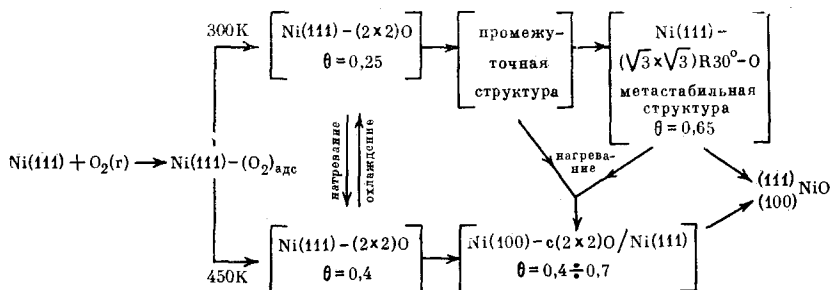 300K
Ni(111)–(2×2)O
θ=0,25
промежу-
точная
структура
Ni(111)–
(√3×√3)R30°–O
метастабильная
структура
θ=0,65
нагревание
охлаждение
нагрева-
ние
Ni(111)+O₂(г)
Ni(111)–(O₂)адс
(111)
(100)
NiO
450K
Ni(111)–(2×2)O
θ=0,4
Ni(100)–c(2×2)O/Ni(111)
θ=0,4÷0,7